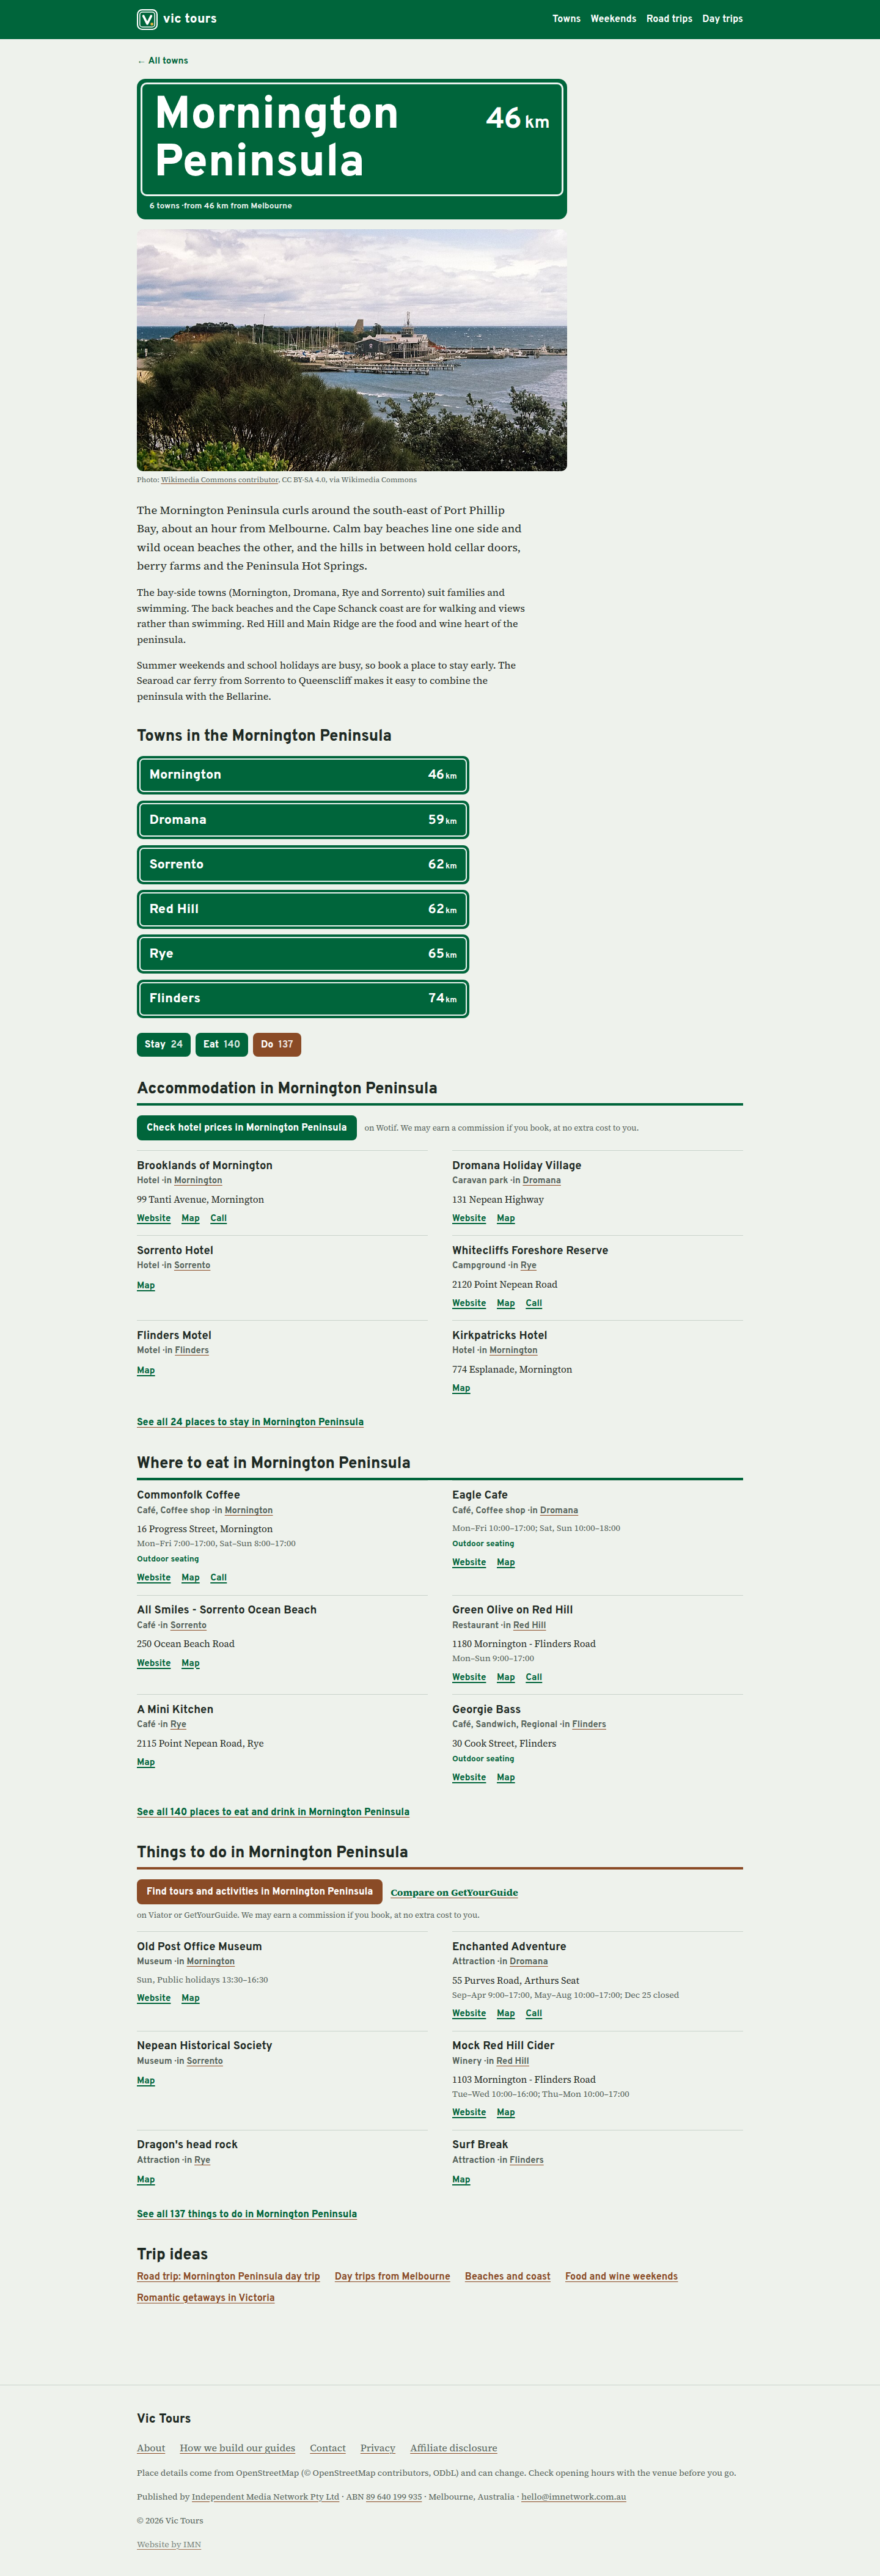 V vic tours
Towns Weekends Road trips Day trips
← All towns
Mornington
Peninsula
46 km
6 towns ·from 46 km from Melbourne
Photo: Wikimedia Commons contributor, CC BY-SA 4.0, via Wikimedia Commons
The Mornington Peninsula curls around the south-east of Port Phillip
Bay, about an hour from Melbourne. Calm bay beaches line one side and
wild ocean beaches the other, and the hills in between hold cellar doors,
berry farms and the Peninsula Hot Springs.
The bay-side towns (Mornington, Dromana, Rye and Sorrento) suit families and
swimming. The back beaches and the Cape Schanck coast are for walking and views
rather than swimming. Red Hill and Main Ridge are the food and wine heart of the
peninsula.
Summer weekends and school holidays are busy, so book a place to stay early. The
Searoad car ferry from Sorrento to Queenscliff makes it easy to combine the
peninsula with the Bellarine.
Towns in the Mornington Peninsula
Mornington 46 km
Dromana 59 km
Sorrento 62 km
Red Hill 62 km
Rye 65 km
Flinders 74 km
Stay 24 Eat 140 Do 137
Accommodation in Mornington Peninsula
Check hotel prices in Mornington Peninsula on Wotif. We may earn a commission if you book, at no extra cost to you.
Brooklands of Mornington
Hotel ·in Mornington
99 Tanti Avenue, Mornington
Website Map Call
Dromana Holiday Village
Caravan park ·in Dromana
131 Nepean Highway
Website Map
Sorrento Hotel
Hotel ·in Sorrento
Map
Whitecliffs Foreshore Reserve
Campground ·in Rye
2120 Point Nepean Road
Website Map Call
Flinders Motel
Motel ·in Flinders
Map
Kirkpatricks Hotel
Hotel ·in Mornington
774 Esplanade, Mornington
Map
See all 24 places to stay in Mornington Peninsula
Where to eat in Mornington Peninsula
Commonfolk Coffee
Café, Coffee shop ·in Mornington
16 Progress Street, Mornington
Mon–Fri 7:00–17:00, Sat–Sun 8:00–17:00
Outdoor seating
Website Map Call
Eagle Cafe
Café, Coffee shop ·in Dromana
Mon–Fri 10:00–17:00; Sat, Sun 10:00–18:00
Outdoor seating
Website Map
All Smiles - Sorrento Ocean Beach
Café ·in Sorrento
250 Ocean Beach Road
Website Map
Green Olive on Red Hill
Restaurant ·in Red Hill
1180 Mornington - Flinders Road
Mon–Sun 9:00–17:00
Website Map Call
A Mini Kitchen
Café ·in Rye
2115 Point Nepean Road, Rye
Map
Georgie Bass
Café, Sandwich, Regional ·in Flinders
30 Cook Street, Flinders
Outdoor seating
Website Map
See all 140 places to eat and drink in Mornington Peninsula
Things to do in Mornington Peninsula
Find tours and activities in Mornington Peninsula Compare on GetYourGuide
on Viator or GetYourGuide. We may earn a commission if you book, at no extra cost to you.
Old Post Office Museum
Museum ·in Mornington
Sun, Public holidays 13:30–16:30
Website Map
Enchanted Adventure
Attraction ·in Dromana
55 Purves Road, Arthurs Seat
Sep–Apr 9:00–17:00, May–Aug 10:00–17:00; Dec 25 closed
Website Map Call
Nepean Historical Society
Museum ·in Sorrento
Map
Mock Red Hill Cider
Winery ·in Red Hill
1103 Mornington - Flinders Road
Tue–Wed 10:00–16:00; Thu–Mon 10:00–17:00
Website Map
Dragon's head rock
Attraction ·in Rye
Map
Surf Break
Attraction ·in Flinders
Map
See all 137 things to do in Mornington Peninsula
Trip ideas
Road trip: Mornington Peninsula day trip Day trips from Melbourne Beaches and coast Food and wine weekends
Romantic getaways in Victoria
Vic Tours
About How we build our guides Contact Privacy Affiliate disclosure
Place details come from OpenStreetMap (© OpenStreetMap contributors, ODbL) and can change. Check opening hours with the venue before you go.
Published by Independent Media Network Pty Ltd · ABN 89 640 199 935 · Melbourne, Australia · hello@imnetwork.com.au
© 2026 Vic Tours
Website by IMN